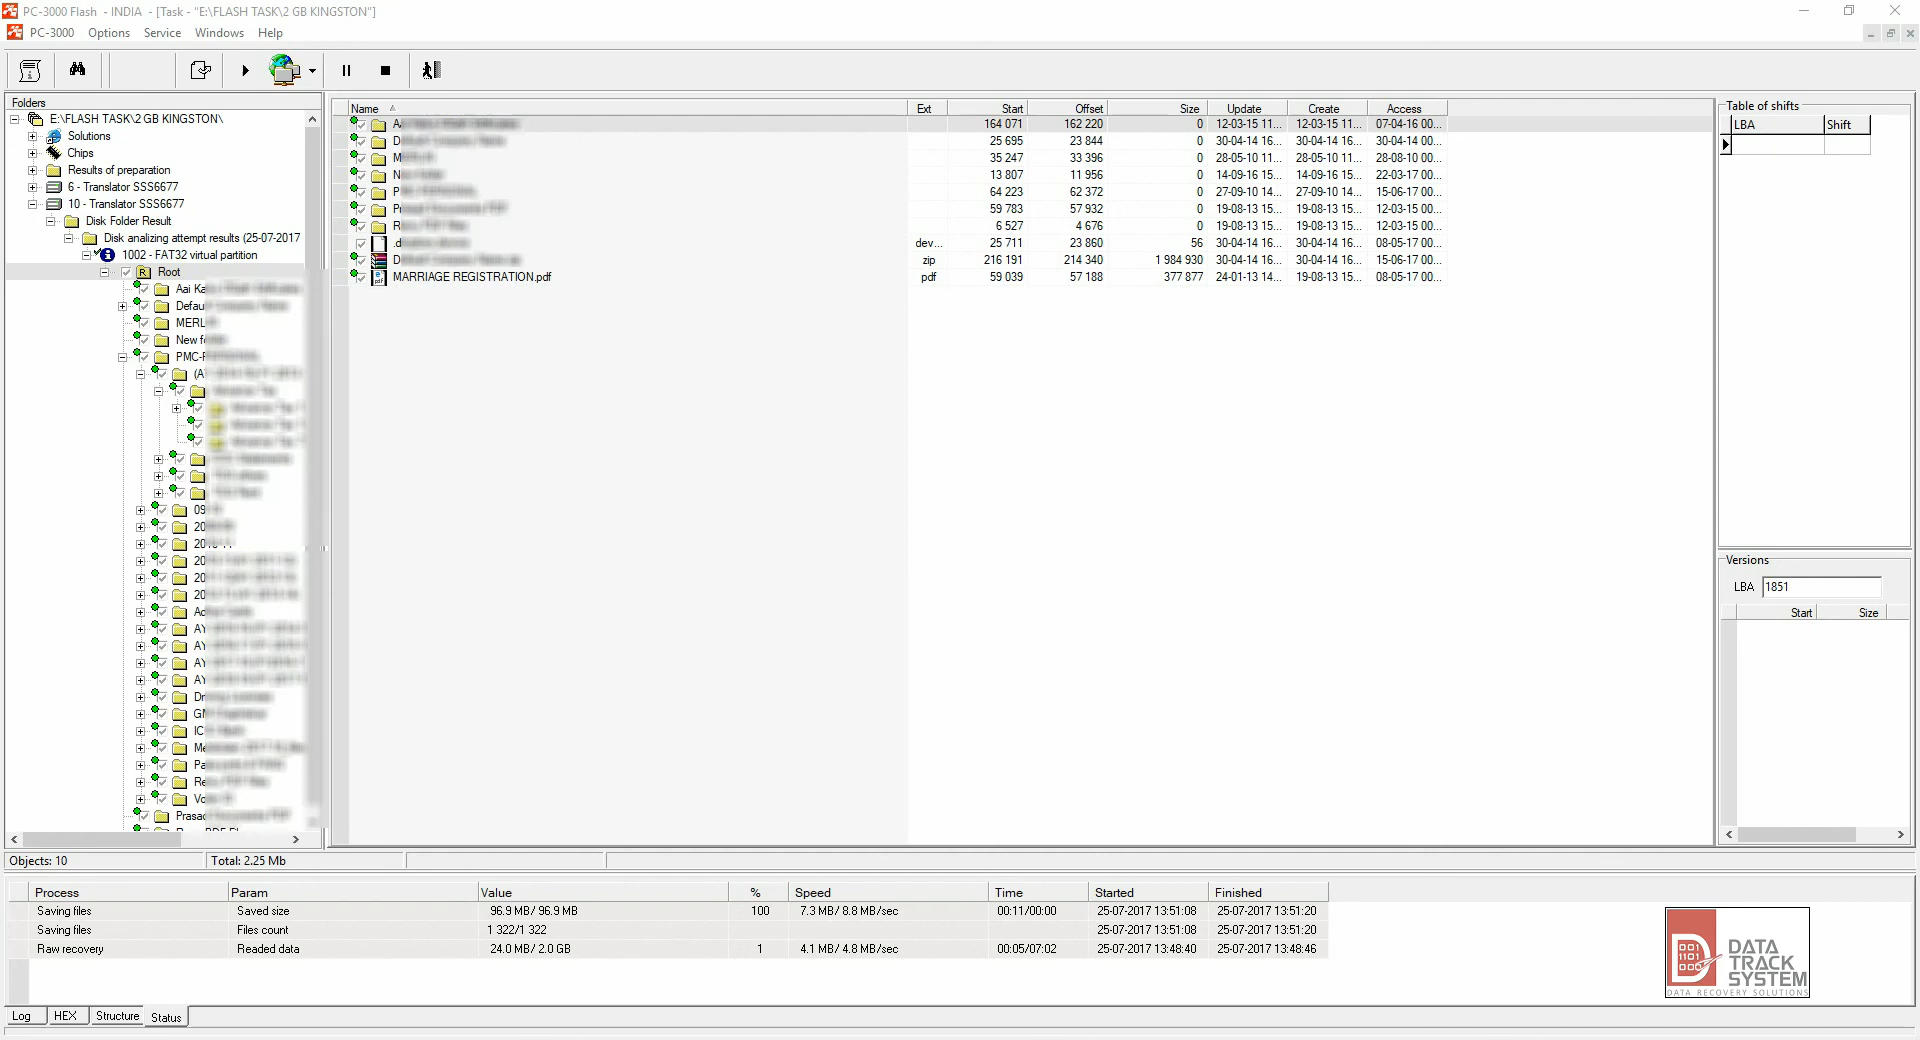 PC-3000 Flash - INDIA - [Task - "E:\FLASH TASK\2 GB KINGSTON"]
PC-3000 Options Service Windows Help
Folders
E:\FLASH TASK\2 GB KINGSTON\
Solutions
Chips
Results of preparation
6 - Translator SSS6677
10 - Translator SSS6677
Disk Folder Result
Disk analizing attempt results (25-07-2017
1002 - FAT32 virtual partition
Root
Aai
MERL
New
Prasad
Name Ext Start Offset Size Update Create Access
164 071 162 220 0 12-03-15 11... 12-03-15 11... 07-04-16 00...
25 695 23 844 0 30-04-14 16... 30-04-14 16... 30-04-14 00...
35 247 33 396 0 28-05-10 11... 28-05-10 11... 28-08-10 00...
13 807 11 956 0 14-09-16 15... 14-09-16 15... 22-03-17 00...
64 223 62 372 0 27-09-10 14... 27-09-10 14... 15-06-17 00...
59 783 57 932 0 19-08-13 15... 19-08-13 15... 12-03-15 00...
6 527 4 676 0 19-08-13 15... 19-08-13 15... 12-03-15 00...
dev... 25 711 23 860 56 30-04-14 16... 30-04-14 16... 08-05-17 00...
zip 216 191 214 340 1 984 930 30-04-14 16... 30-04-14 16... 15-06-17 00...
MARRIAGE REGISTRATION.pdf pdf 59 039 57 188 377 877 24-01-13 14... 19-08-13 15... 08-05-17 00...
Table of shifts
LBA Shift
Versions
LBA 1851
Start Size
Objects: 10 Total: 2.25 Mb
Process Param Value % Speed Time Started Finished
Saving files Saved size 96.9 MB/ 96.9 MB 100 7.3 MB/ 8.8 MB/sec 00:11/00:00 25-07-2017 13:51:08 25-07-2017 13:51:20
Saving files Files count 1 322/1 322 25-07-2017 13:51:08 25-07-2017 13:51:20
Raw recovery Readed data 24.0 MB/ 2.0 GB 1 4.1 MB/ 4.8 MB/sec 00:05/07:02 25-07-2017 13:48:40 25-07-2017 13:48:46
DATA
TRACK
SYSTEM
DATA RECOVERY SOLUTIONS
Log HEX Structure Status